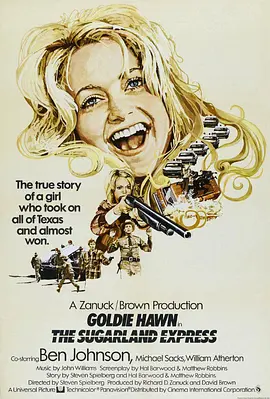 The true story
of a girl
who took on
all of Texas
and almost
won.
A Zanuck/Brown Production
GOLDIE HAWN in
THE SUGARLAND EXPRESS
Co-starring Ben Johnson, Michael Sacks, William Atherton
Music by John Williams Screenplay by Hal Barwood & Matthew Robbins
Story by Steven Spielberg and Hal Barwood & Matthew Robbins
Directed by Steven Spielberg Produced by Richard D. Zanuck and David Brown
A Universal Picture Technicolor® Panavision® Distributed by Cinema International Corporation